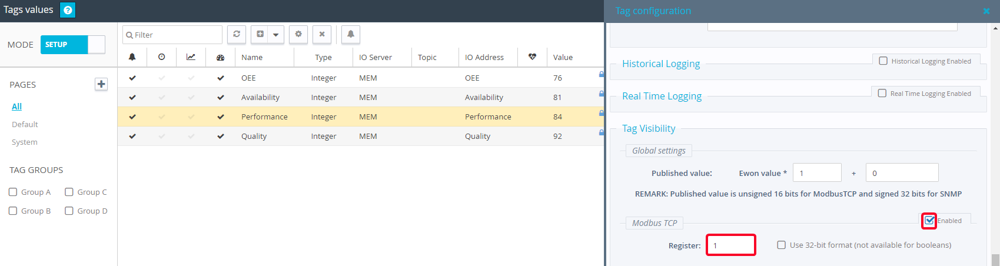 Tags values ?
Tag configuration
MODE SETUP
Filter
Name Type IO Server Topic IO Address Value
OEE Integer MEM OEE 76
Availability Integer MEM Availability 81
Performance Integer MEM Performance 84
Quality Integer MEM Quality 92
PAGES
All
Default
System
TAG GROUPS
Group A Group C
Group B Group D
Historical Logging Historical Logging Enabled
Real Time Logging Real Time Logging Enabled
Tag Visibility
Global settings
Published value: Ewon value * 1 + 0
REMARK: Published value is unsigned 16 bits for ModbusTCP and signed 32 bits for SNMP
Modbus TCP Enabled
Register: 1 Use 32-bit format (not available for booleans)